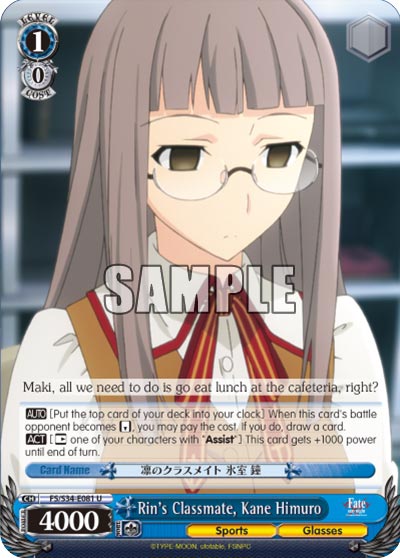 LEVEL
1
0
COST
SAMPLE
Maki, all we need to do is go eat lunch at the cafeteria, right?
AUTO [Put the top card of your deck into your clock] When this card's battle
opponent becomes [ ], you may pay the cost. If you do, draw a card.
ACT [ one of your characters with "Assist"] This card gets +1000 power
until end of turn.
Card Name 凛のクラスメイト 氷室 鐘
CH FS/S34-E081 U
Rin's Classmate, Kane Himuro
Fate
4000
Sports
Glasses
©TYPE-MOON, ufotable, FSNPC